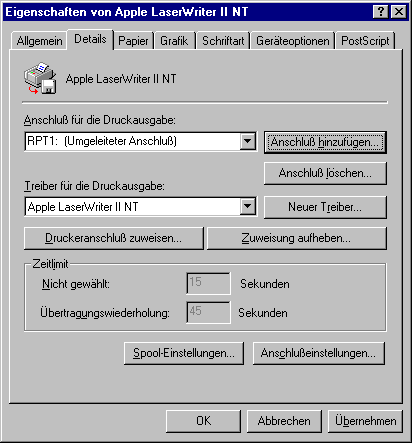 Eigenschaften von Apple LaserWriter II NT
Allgemein Details Papier Grafik Schriftart Geräteoptionen PostScript
Apple LaserWriter II NT
Anschluß für die Druckausgabe:
RPT1: (Umgeleiteter Anschluß)
Anschluß hinzufügen...
Anschluß löschen...
Treiber für die Druckausgabe:
Apple LaserWriter II NT
Neuer Treiber...
Druckeranschluß zuweisen... Zuweisung aufheben...
Zeitlimit
Nicht gewählt: 15 Sekunden
Übertragungswiederholung: 45 Sekunden
Spool-Einstellungen... Anschlußeinstellungen...
OK Abbrechen Übernehmen